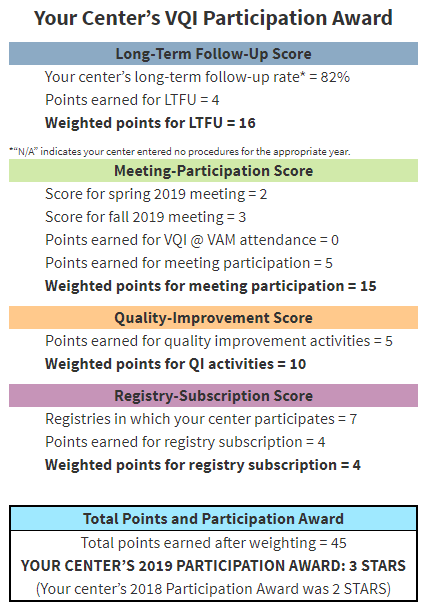 Your Center’s VQI Participation Award
Long-Term Follow-Up Score
Your center’s long-term follow-up rate* = 82%
Points earned for LTFU = 4
Weighted points for LTFU = 16
*“N/A” indicates your center entered no procedures for the appropriate year.
Meeting-Participation Score
Score for spring 2019 meeting = 2
Score for fall 2019 meeting = 3
Points earned for VQI @ VAM attendance = 0
Points earned for meeting participation = 5
Weighted points for meeting participation = 15
Quality-Improvement Score
Points earned for quality improvement activities = 5
Weighted points for QI activities = 10
Registry-Subscription Score
Registries in which your center participates = 7
Points earned for registry subscription = 4
Weighted points for registry subscription = 4
Total Points and Participation Award
Total points earned after weighting = 45
YOUR CENTER’S 2019 PARTICIPATION AWARD: 3 STARS
(Your center’s 2018 Participation Award was 2 STARS)